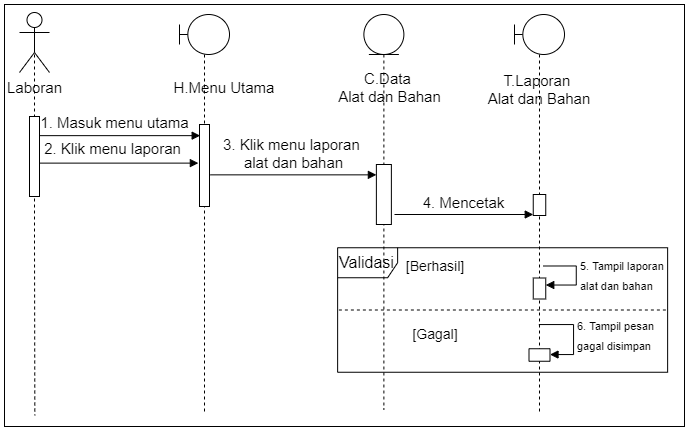 Laboran
H.Menu Utama
C.Data
Alat dan Bahan
T.Laporan
Alat dan Bahan
1. Masuk menu utama
2. Klik menu laporan
3. Klik menu laporan
alat dan bahan
4. Mencetak
Validasi
[Berhasil]
5. Tampil laporan
alat dan bahan
[Gagal]
6. Tampil pesan
gagal disimpan